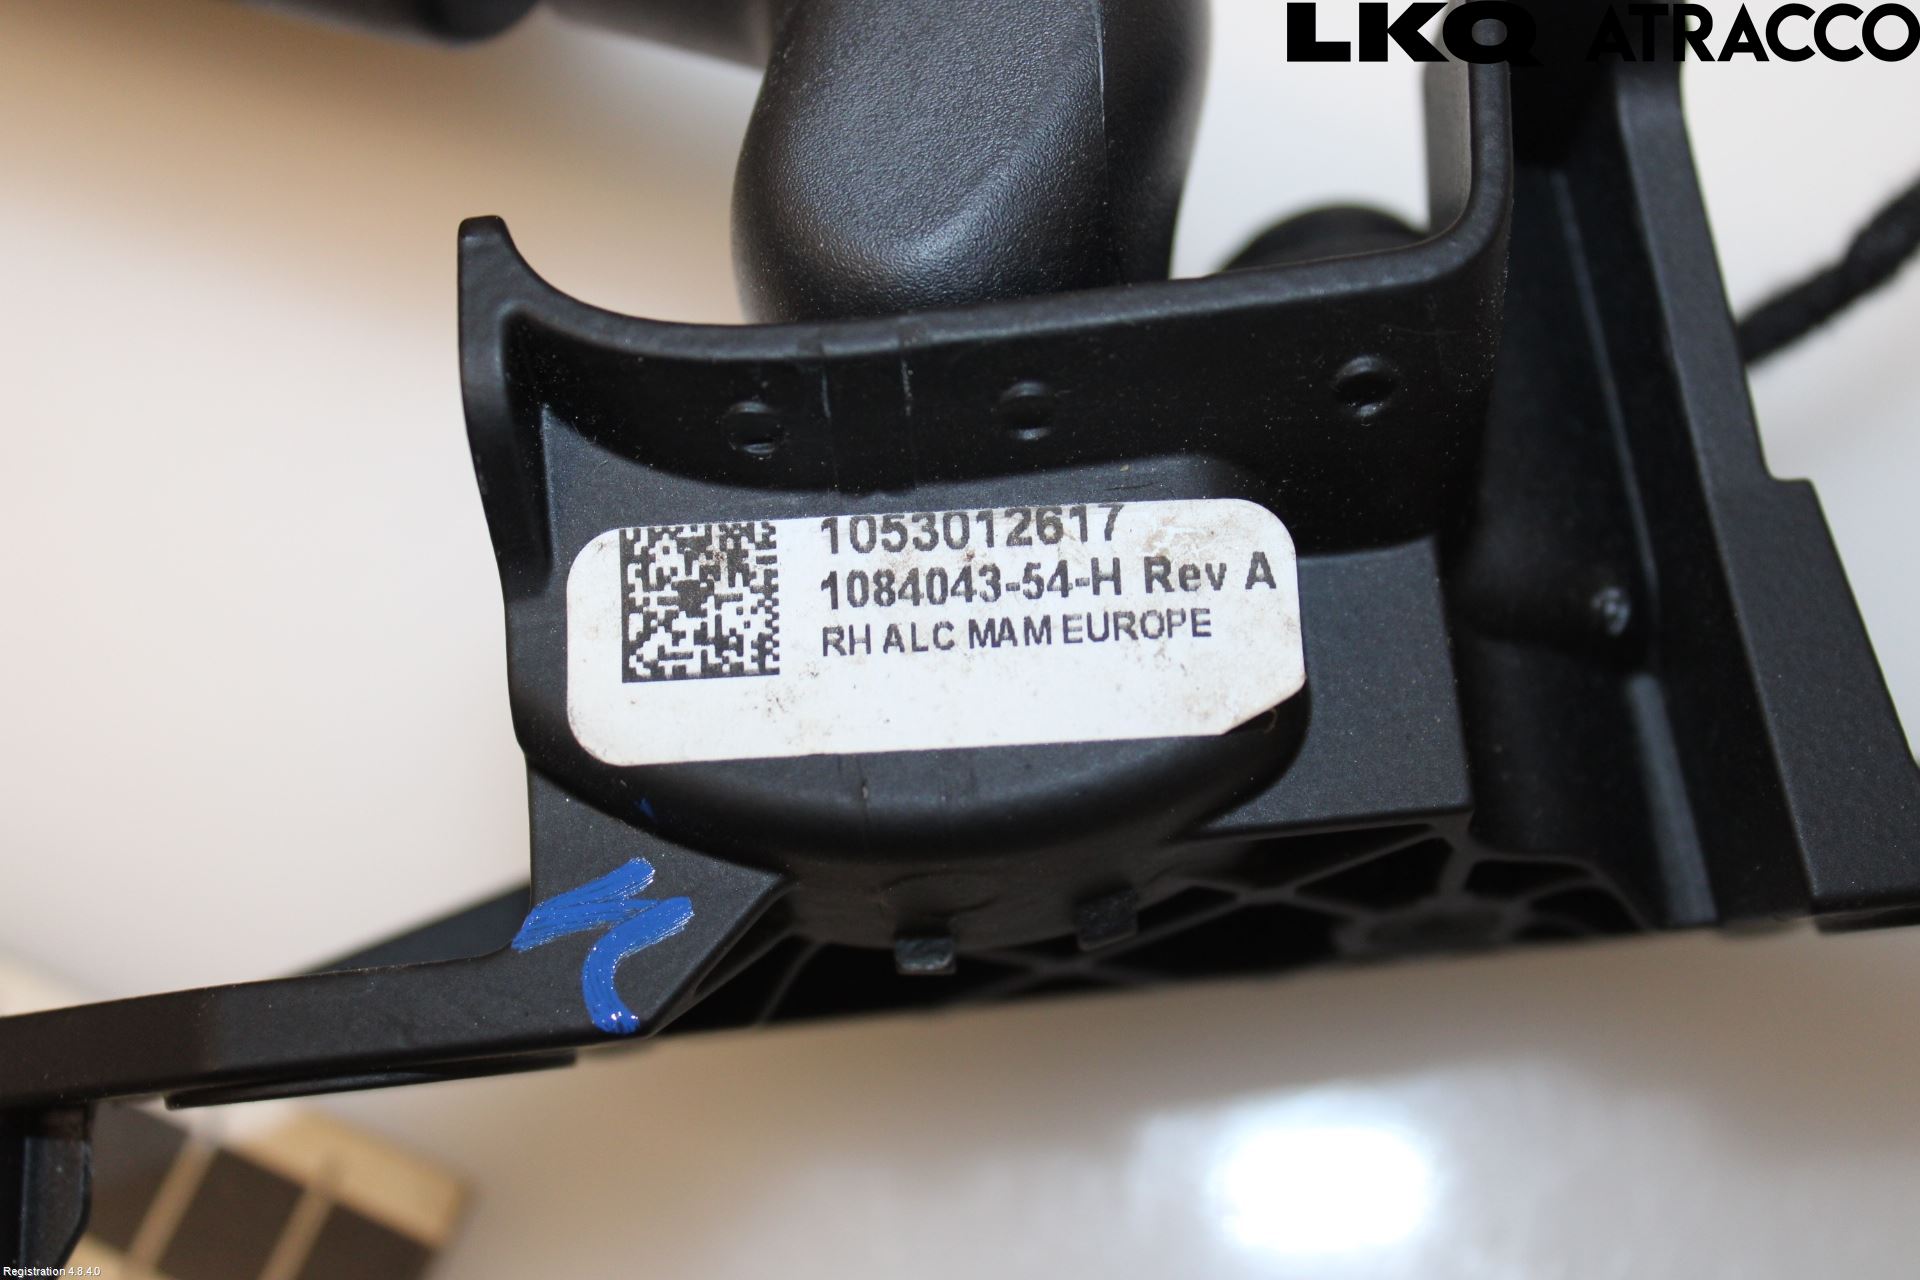 LKQ ATRACCO
1053012617
1084043-54-H Rev A
RH ALC MAM EUROPE
Registration 4.8.4.0